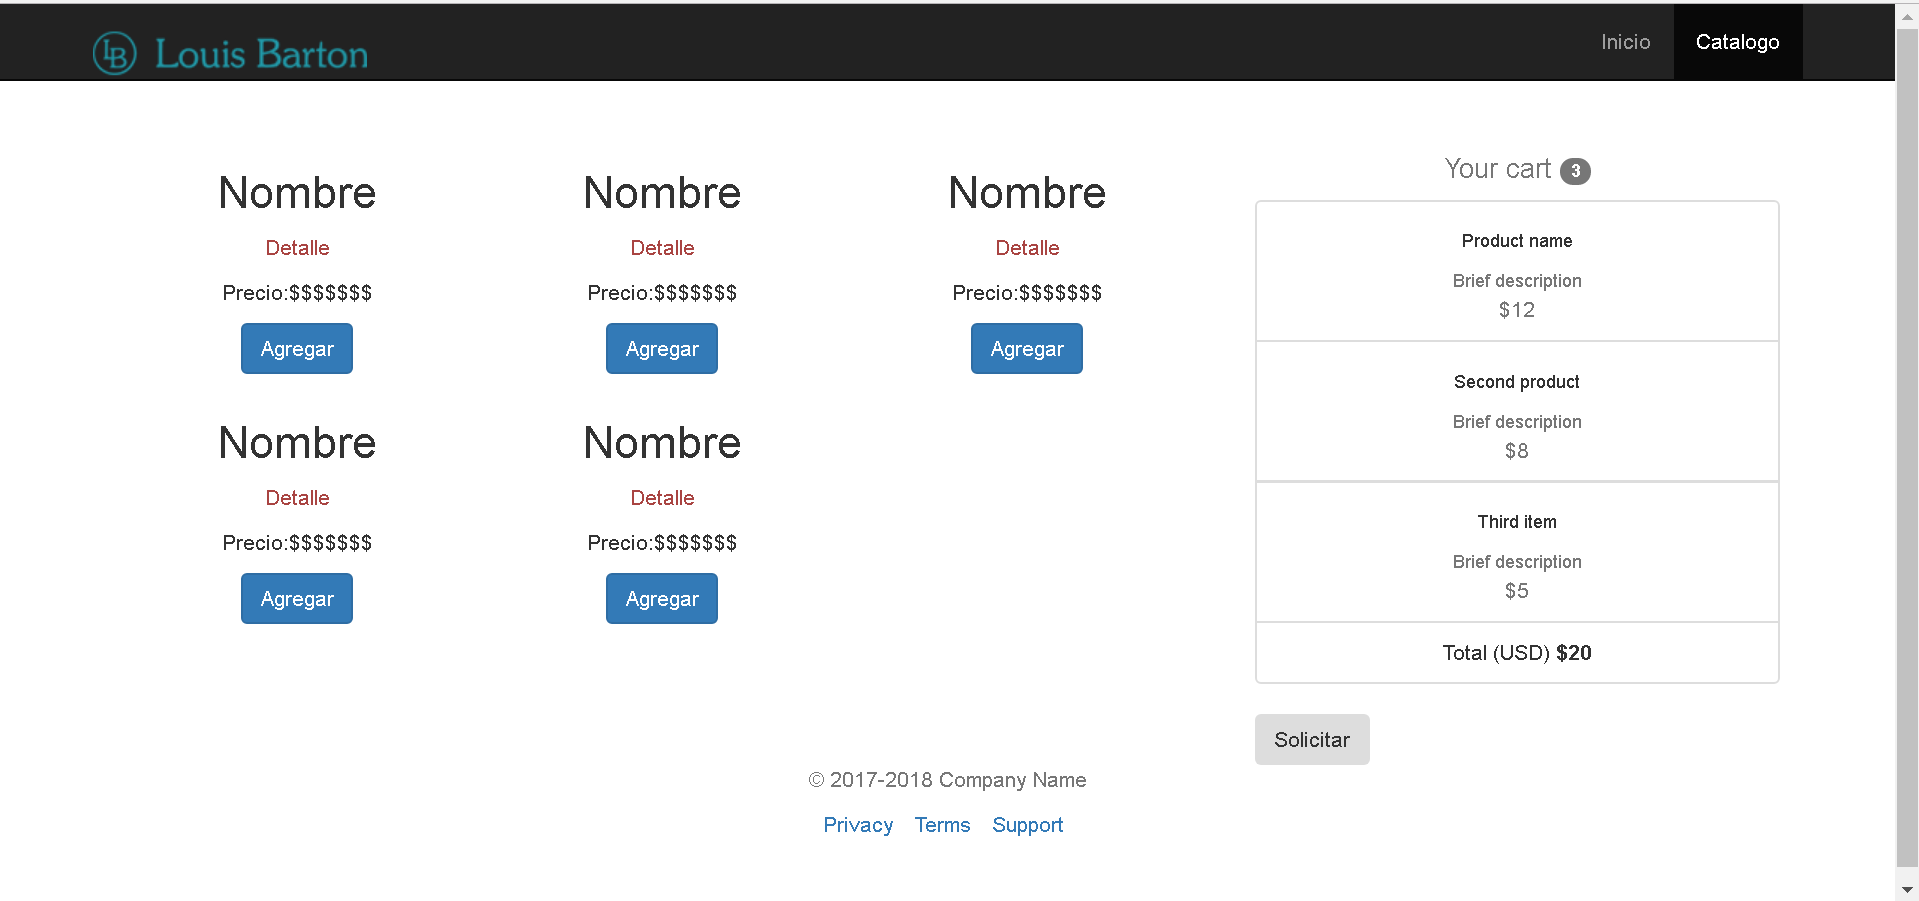 LB Louis Barton
Inicio Catalogo
Nombre
Detalle
Precio:$$$$$$$
Agregar
Nombre
Detalle
Precio:$$$$$$$
Agregar
Nombre
Detalle
Precio:$$$$$$$
Agregar
Nombre
Detalle
Precio:$$$$$$$
Agregar
Nombre
Detalle
Precio:$$$$$$$
Agregar
Your cart 3
Product name
Brief description
$12
Second product
Brief description
$8
Third item
Brief description
$5
Total (USD) $20
Solicitar
© 2017-2018 Company Name
Privacy Terms Support